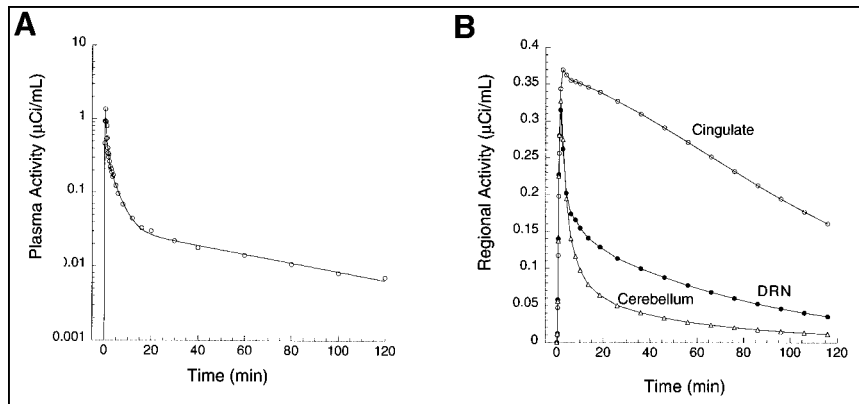 A
Plasma Activity (μCi/mL)
10
1
0.1
0.01
0.001
0 20 40 60 80 100 120
Time (min)
B
Regional Activity (μCi/mL)
0.4
0.35
0.3
0.25
0.2
0.15
0.1
0.05
0
Cingulate
DRN
Cerebellum
0 20 40 60 80 100 120
Time (min)